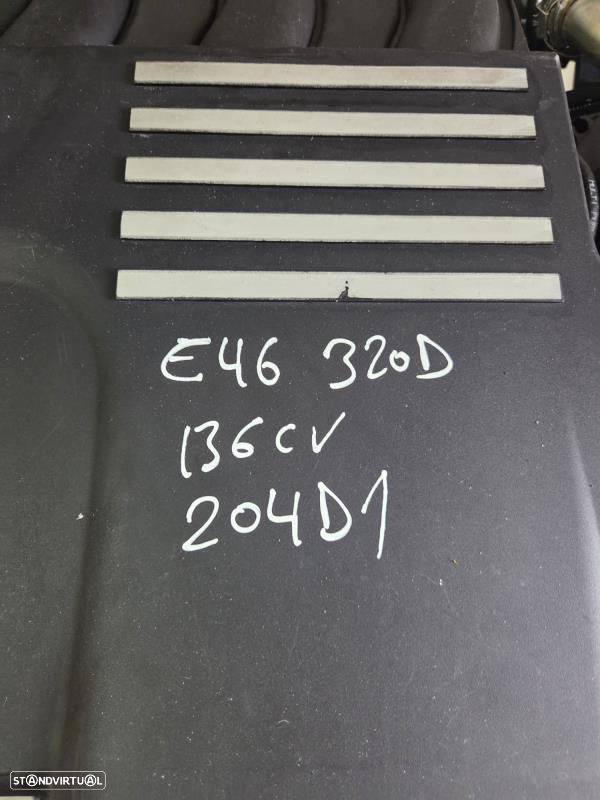 E46 320D
136CV
204D1
STANDVIRTUAL